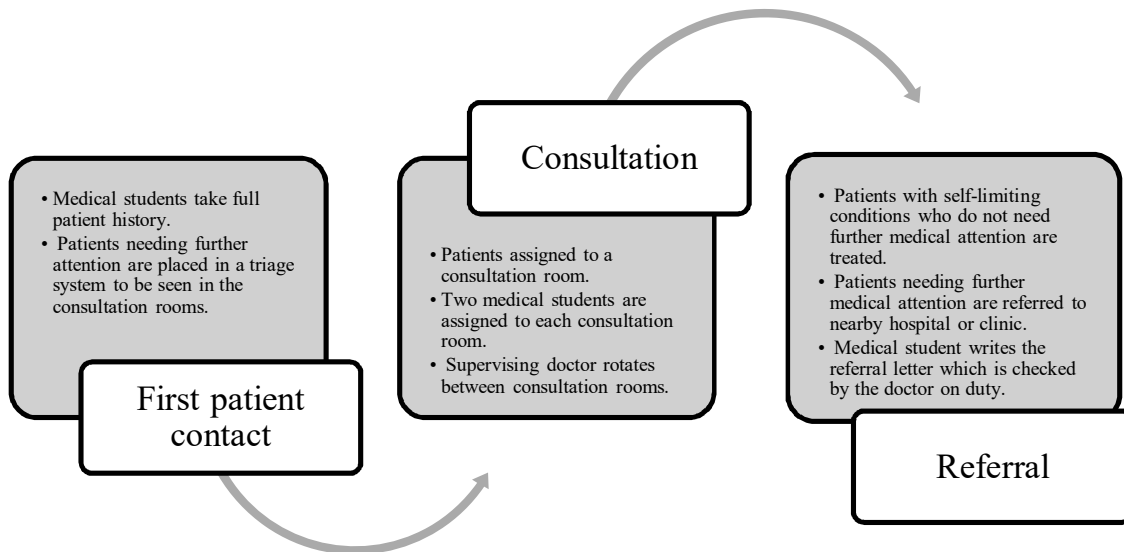 • Medical students take full
patient history.
• Patients needing further
attention are placed in a triage
system to be seen in the
consultation rooms.
First patient
contact
Consultation
• Patients assigned to a
consultation room.
• Two medical students are
assigned to each consultation
room.
• Supervising doctor rotates
between consultation rooms.
• Patients with self-limiting
conditions who do not need
further medical attention are
treated.
• Patients needing further
medical attention are referred to
nearby hospital or clinic.
• Medical student writes the
referral letter which is checked
by the doctor on duty.
Referral